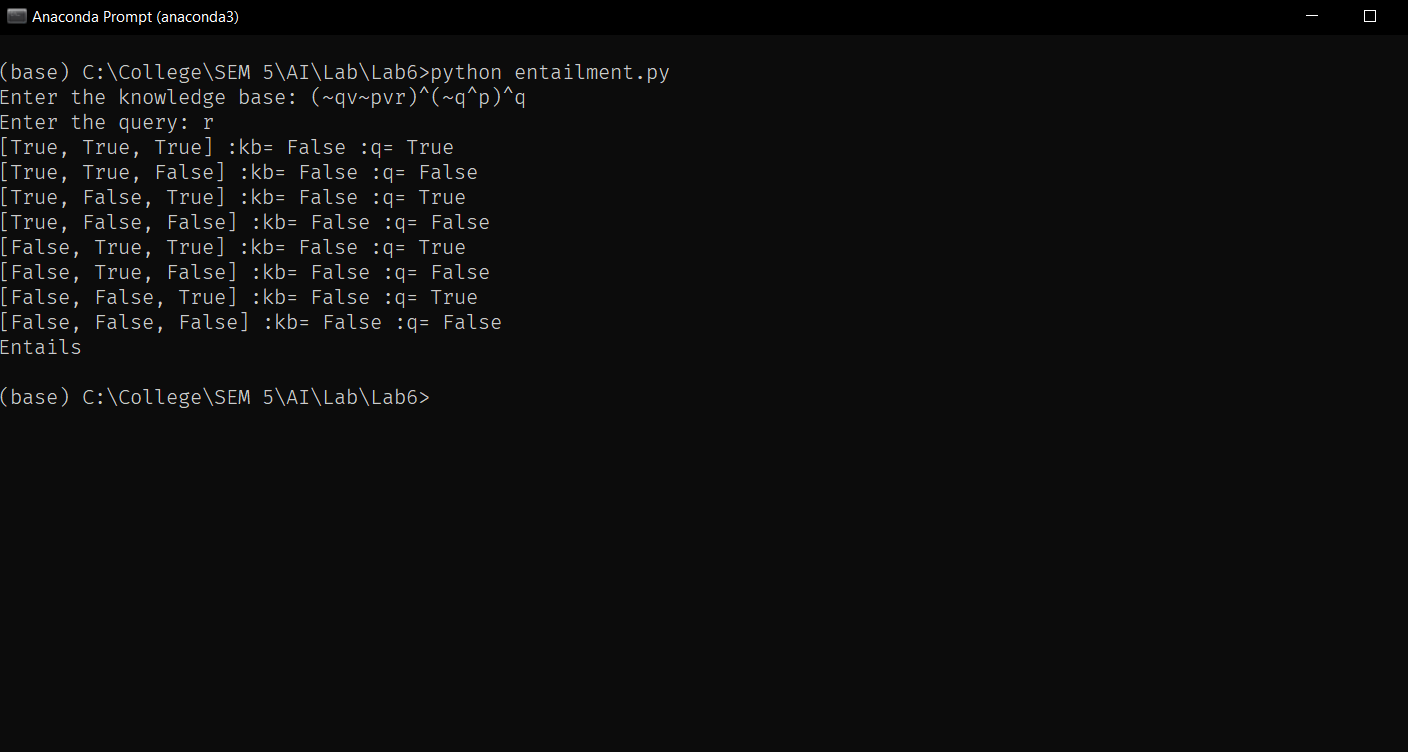 Anaconda Prompt (anaconda3)
(base) C:\College\SEM 5\AI\Lab\Lab6>python entailment.py
Enter the knowledge base: (~qv~pvr)^(~q^p)^q
Enter the query: r
[True, True, True] :kb= False :q= True
[True, True, False] :kb= False :q= False
[True, False, True] :kb= False :q= True
[True, False, False] :kb= False :q= False
[False, True, True] :kb= False :q= True
[False, True, False] :kb= False :q= False
[False, False, True] :kb= False :q= True
[False, False, False] :kb= False :q= False
Entails
(base) C:\College\SEM 5\AI\Lab\Lab6>